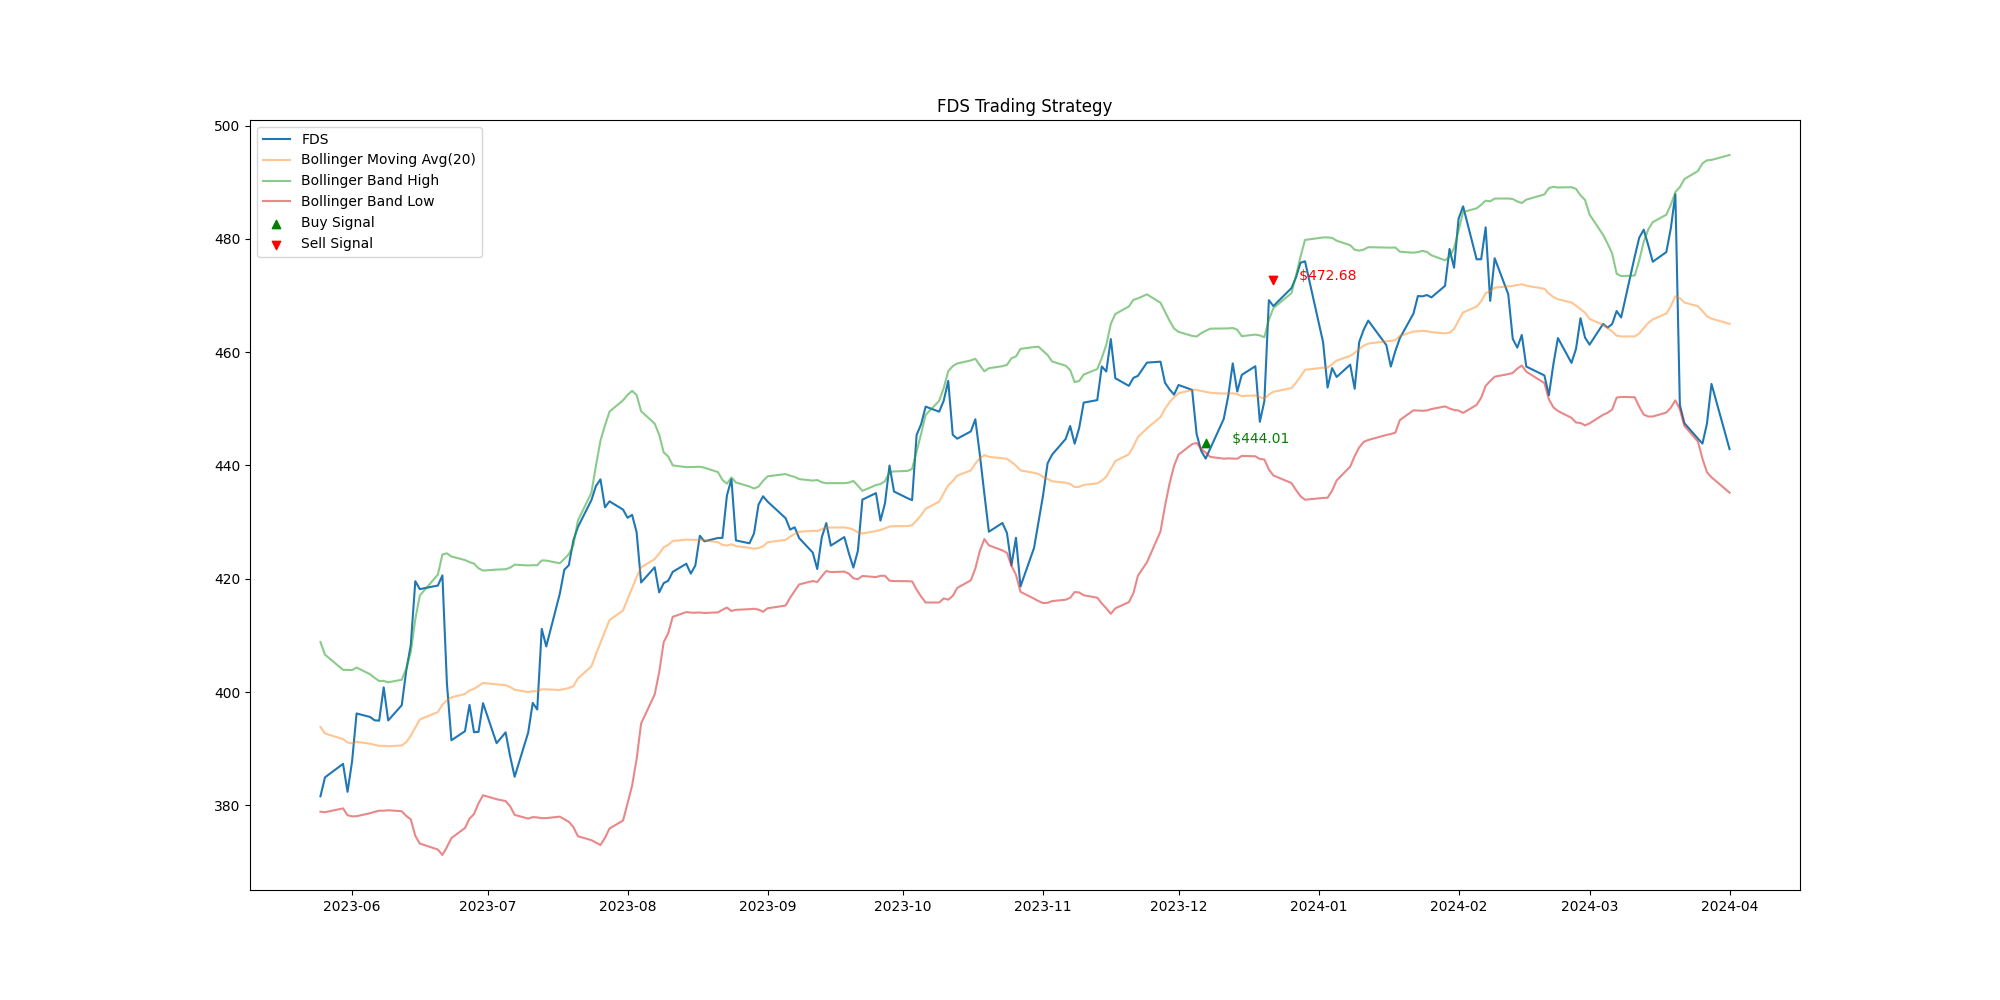 FDS Trading Strategy
500
480
460
440
420
400
380
FDS
Bollinger Moving Avg(20)
Bollinger Band High
Bollinger Band Low
Buy Signal
Sell Signal
$472.68
$444.01
2023-06
2023-07
2023-08
2023-09
2023-10
2023-11
2023-12
2024-01
2024-02
2024-03
2024-04